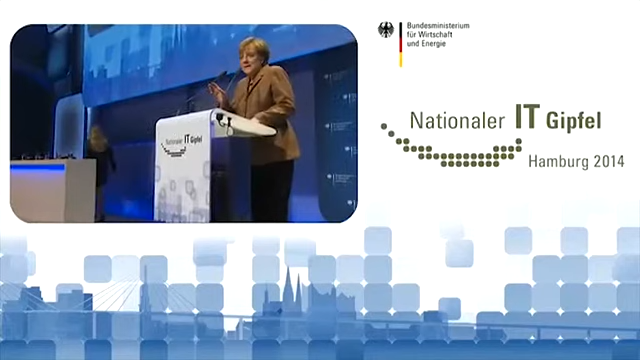 Bundesministerium
für Wirtschaft
und Energie
Nationaler IT Gipfel
Hamburg 2014
Nationaler IT Gipfel